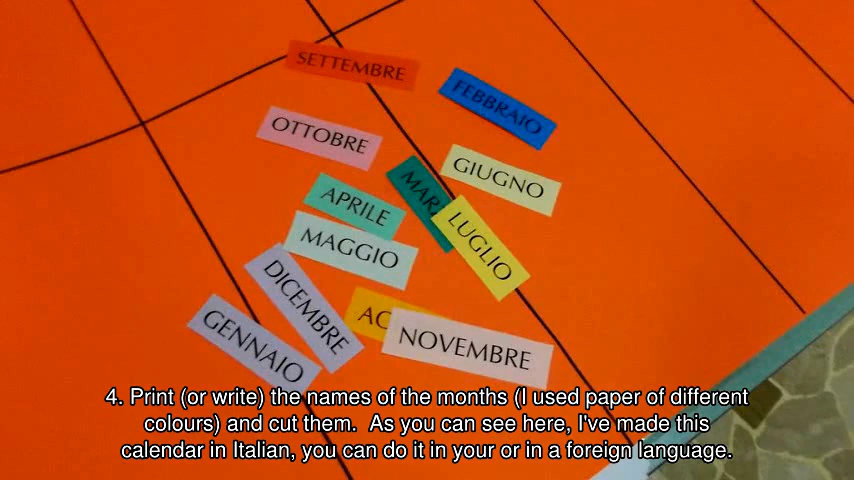 SETTEMBRE
FEBBRAIO
OTTOBRE
GIUGNO
MAR
APRILE
LUGLIO
MAGGIO
DICEMBRE
GENNAIO
NOVEMBRE
4. Print (or write) the names of the months (I used paper of different
colours) and cut them.  As you can see here, I've made this
calendar in Italian, you can do it in your or in a foreign language.